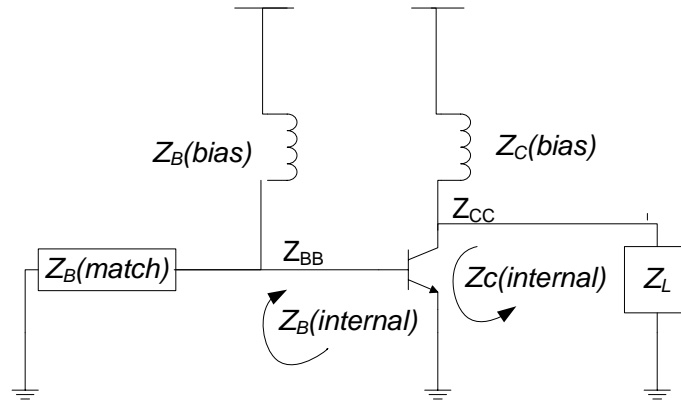 Z_B(bias)
Z_C(bias)
Z_CC
Z_B(match)
Z_BB
Z_B(internal)
Zc(internal)
Z_L